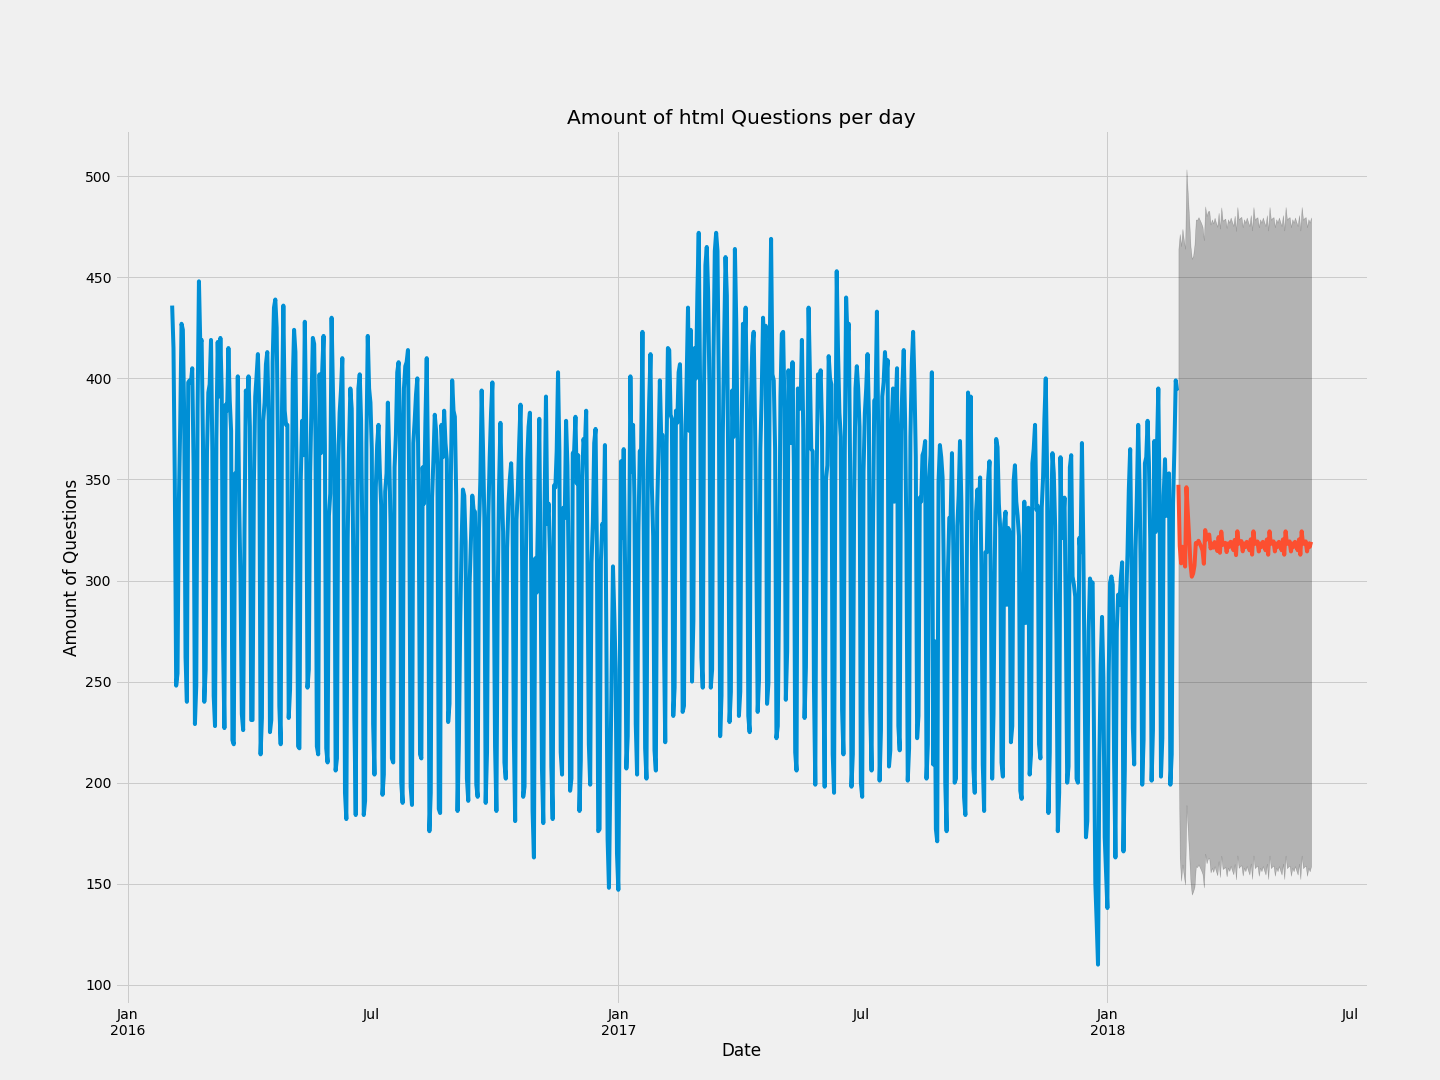 Amount of html Questions per day
500
450
400
350
300
250
200
150
100
Amount of Questions
Jan
2016
Jul
Jan
2017
Jul
Jan
2018
Jul
Date